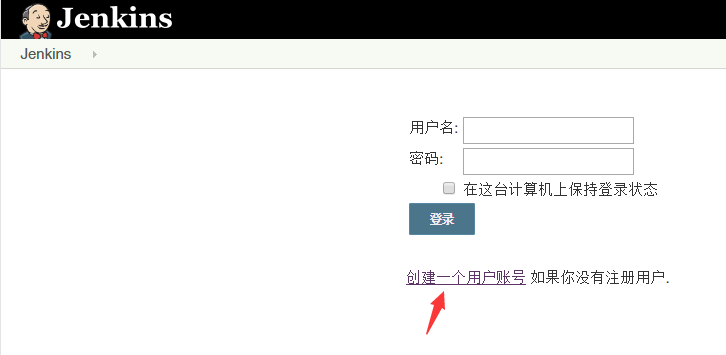 Jenkins
Jenkins
用户名:
密码:
在这台计算机上保持登录状态
登录
创建一个用户账号 如果你没有注册用户.